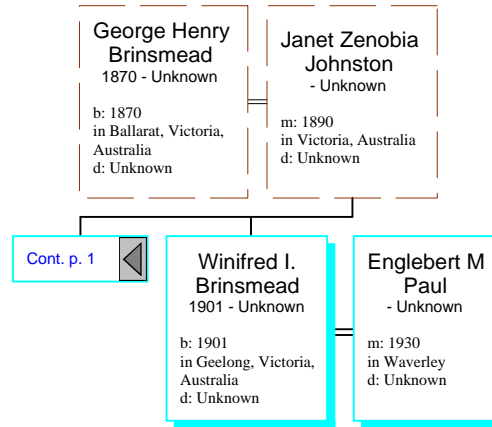 George Henry
Brinsmead
1870 - Unknown
b: 1870
in Ballarat, Victoria,
Australia
d: Unknown
Janet Zenobia
Johnston
- Unknown
m: 1890
in Victoria, Australia
d: Unknown
Cont. p. 1
Winifred I.
Brinsmead
1901 - Unknown
b: 1901
in Geelong, Victoria,
Australia
d: Unknown
Englebert M
Paul
- Unknown
m: 1930
in Waverley
d: Unknown